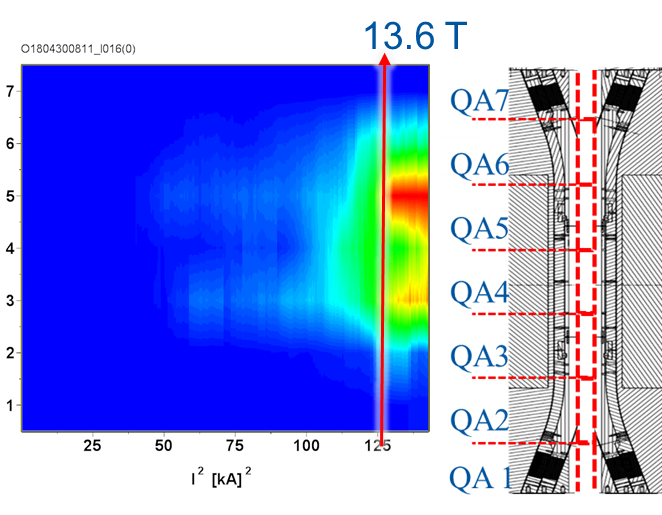 13.6 T
O1804300811_I016(0)
7
6
5
4
3
2
1
25 50 75 100 125
I² [kA]²
QA7
QA6
QA5
QA4
QA3
QA2
QA 1